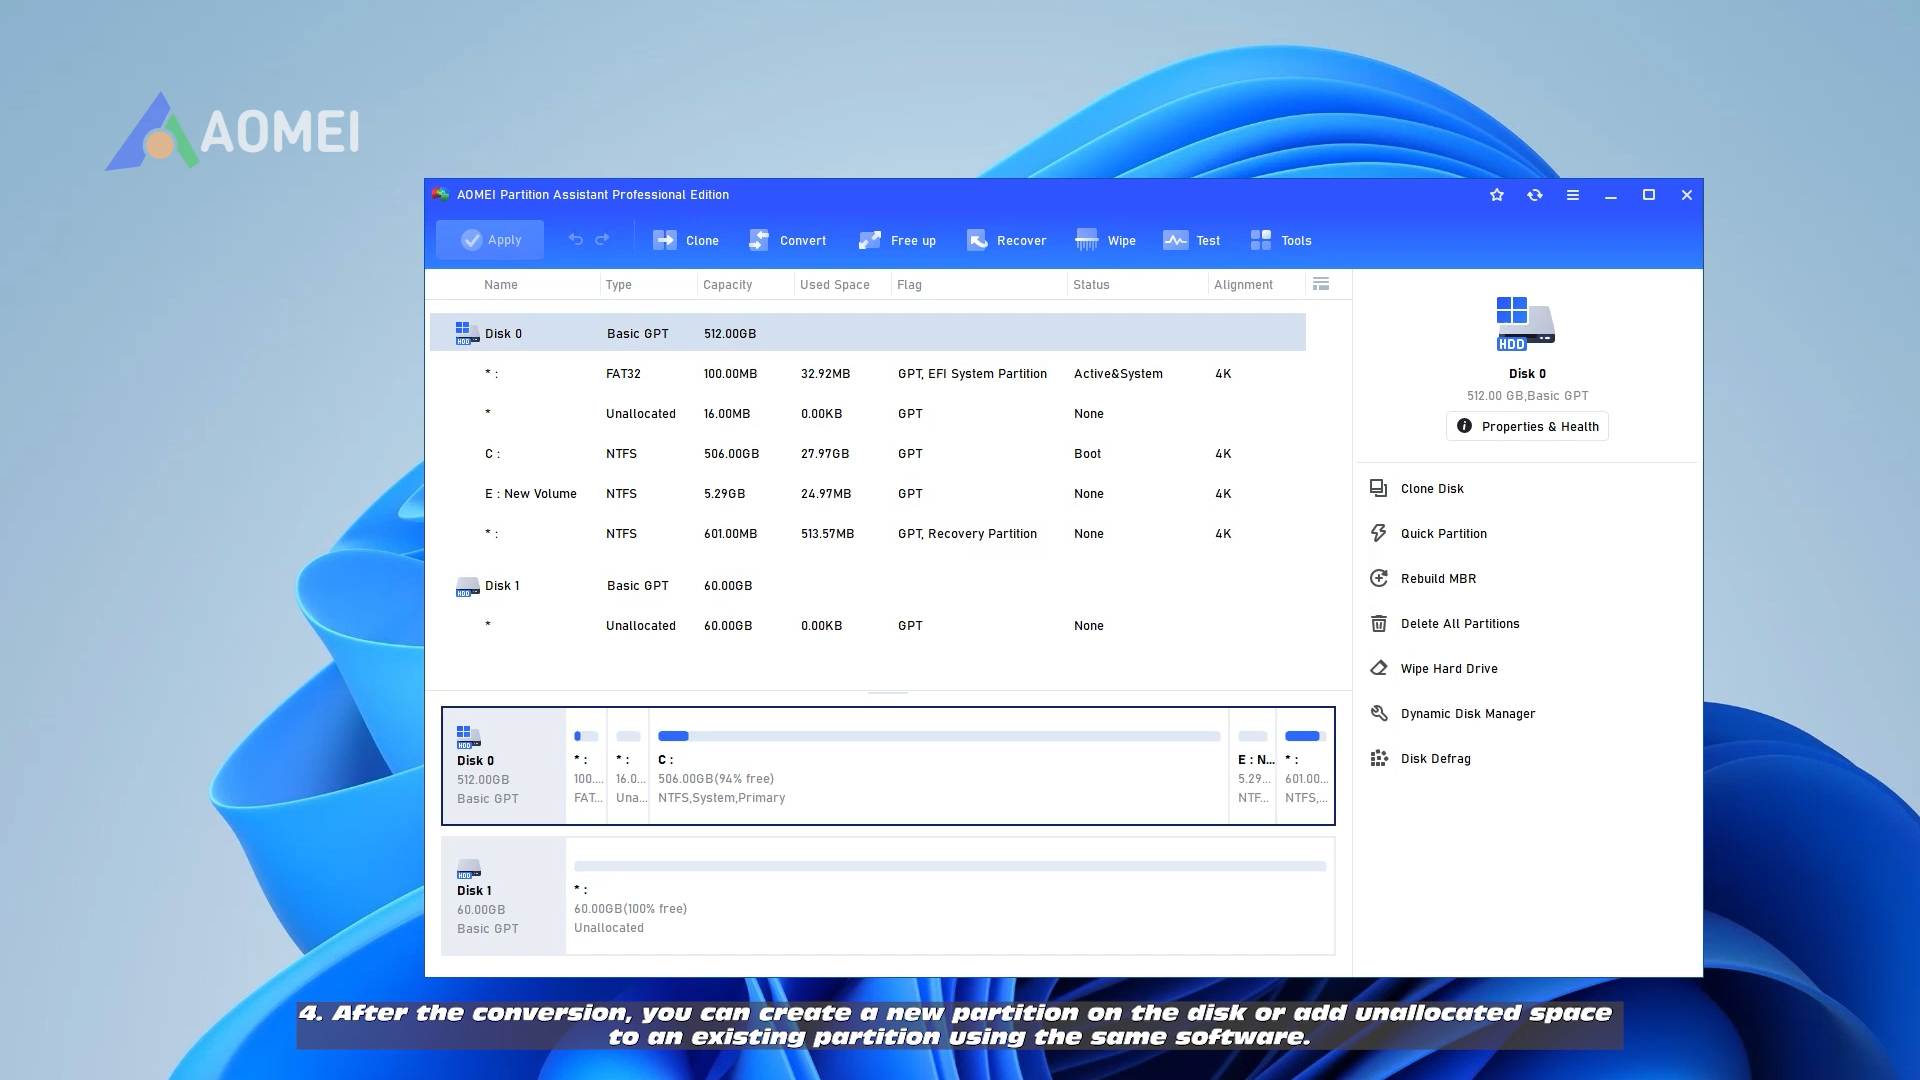 AOMEI
AOMEI Partition Assistant Professional Edition
Apply Clone Convert Free up Recover Wipe Test Tools
Name Type Capacity Used Space Flag Status Alignment
HDD Disk 0 Basic GPT 512.00GB
* : FAT32 100.00MB 32.92MB GPT, EFI System Partition Active&System 4K
* Unallocated 16.00MB 0.00KB GPT None
C : NTFS 506.00GB 27.97GB GPT Boot 4K
E : New Volume NTFS 5.29GB 24.97MB GPT None 4K
* : NTFS 601.00MB 513.57MB GPT, Recovery Partition None 4K
HDD Disk 1 Basic GPT 60.00GB
* Unallocated 60.00GB 0.00KB GPT None
HDD
Disk 0
512.00GB
Basic GPT
* :
100....
FAT...
* :
16.0...
Una...
C :
506.00GB(94% free)
NTFS,System,Primary
E : N...
5.29...
NTF...
* :
601.00...
NTFS,...
HDD
Disk 1
60.00GB
Basic GPT
* :
60.00GB(100% free)
Unallocated
HDD
Disk 0
512.00 GB,Basic GPT
Properties & Health
Clone Disk
Quick Partition
Rebuild MBR
Delete All Partitions
Wipe Hard Drive
Dynamic Disk Manager
Disk Defrag
4. After the conversion, you can create a new partition on the disk or add unallocated space
to an existing partition using the same software.